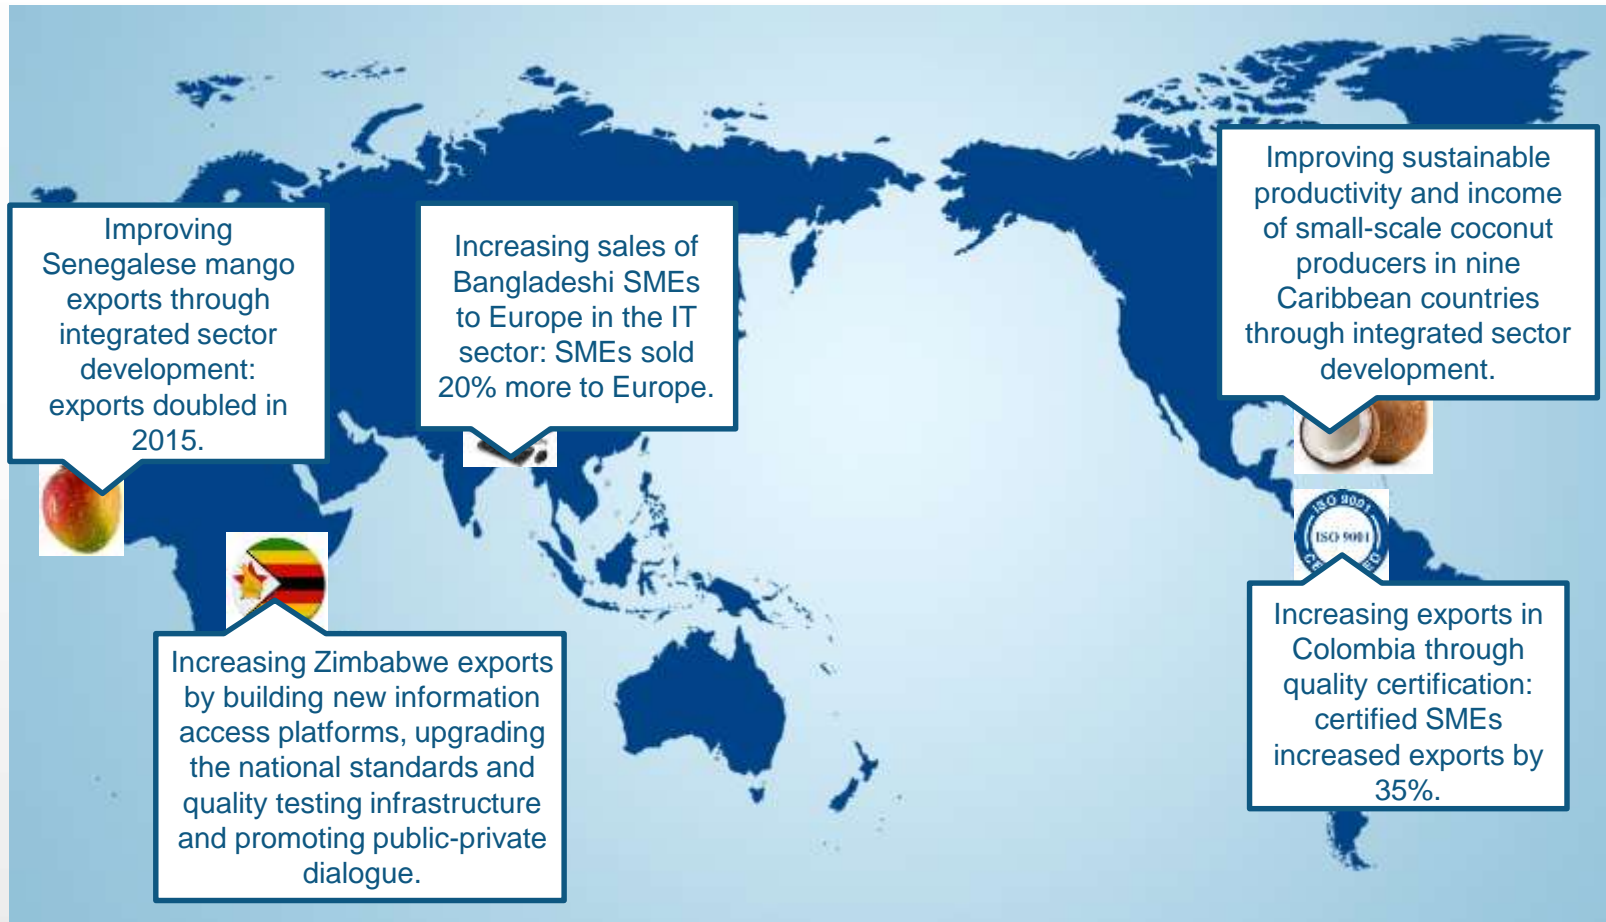 Improving
Senegalese mango
exports through
integrated sector
development:
exports doubled in
2015.
Increasing sales of
Bangladeshi SMEs
to Europe in the IT
sector: SMEs sold
20% more to Europe.
Improving sustainable
productivity and income
of small-scale coconut
producers in nine
Caribbean countries
through integrated sector
development.
ISO 9001
ISO 9001
Increasing Zimbabwe exports
by building new information
access platforms, upgrading
the national standards and
quality testing infrastructure
and promoting public-private
dialogue.
Increasing exports in
Colombia through
quality certification:
certified SMEs
increased exports by
35%.